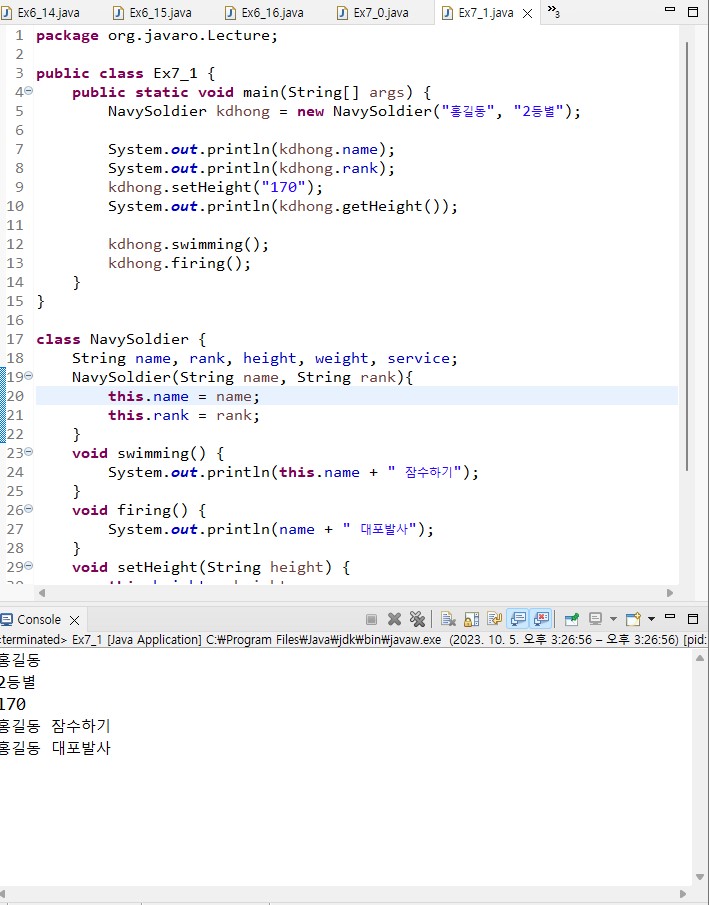 Ex6_14.java Ex6_15.java Ex6_16.java Ex7_0.java Ex7_1.java »3
1 package org.javaro.Lecture;
2
3 public class Ex7_1 {
4 public static void main(String[] args) {
5 NavySoldier kdhong = new NavySoldier("홍길동", "2등별");
6
7 System.out.println(kdhong.name);
8 System.out.println(kdhong.rank);
9 kdhong.setHeight("170");
10 System.out.println(kdhong.getHeight());
11
12 kdhong.swimming();
13 kdhong.firing();
14 }
15 }
16
17 class NavySoldier {
18 String name, rank, height, weight, service;
19 NavySoldier(String name, String rank){
20 this.name = name;
21 this.rank = rank;
22 }
23 void swimming() {
24 System.out.println(this.name + " 잠수하기");
25 }
26 void firing() {
27 System.out.println(name + " 대포발사");
28 }
29 void setHeight(String height) {
Console
<terminated> Ex7_1 [Java Application] C:₩Program Files₩Java₩jdk₩bin₩javaw.exe (2023. 10. 5. 오후 3:26:56 – 오후 3:26:56) [pid:
홍길동
2등별
170
홍길동 잠수하기
홍길동 대포발사